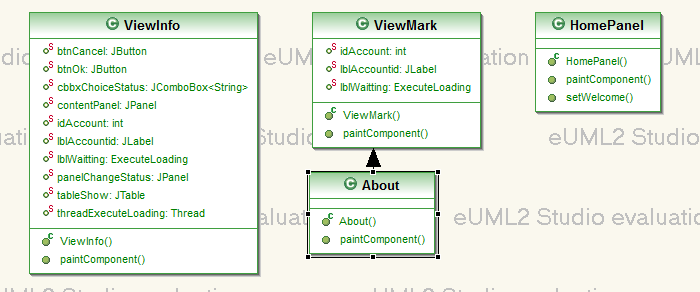 ViewInfo
btnCancel: JButton
btnOk: JButton
cbbxChoiceStatus: JComboBox<String>
contentPanel: JPanel
idAccount: int
lblAccountid: JLabel
lblWaitting: ExecuteLoading
panelChangeStatus: JPanel
tableShow: JTable
threadExecuteLoading: Thread
ViewInfo()
paintComponent()
ViewMark
idAccount: int
lblAccountid: JLabel
lblWaitting: ExecuteLoading
ViewMark()
paintComponent()
HomePanel
HomePanel()
paintComponent()
setWelcome()
About
About()
paintComponent()
eUML2 Studio
eUML2 Studio evaluation
eUML2 Studio evaluation
eUML2 Studio evaluation